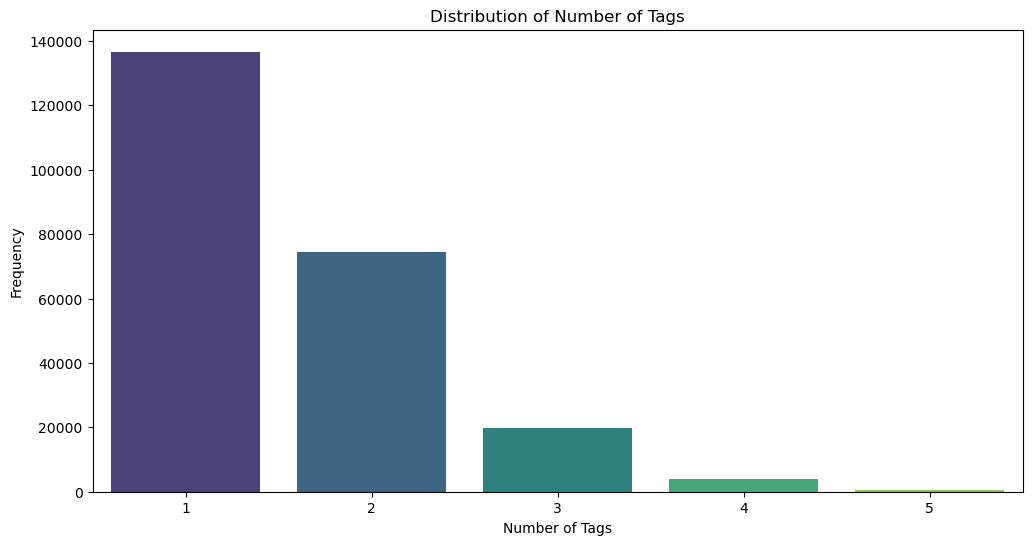 Distribution of Number of Tags
140000
120000
100000
80000
60000
40000
20000
0
Frequency
1 2 3 4 5
Number of Tags